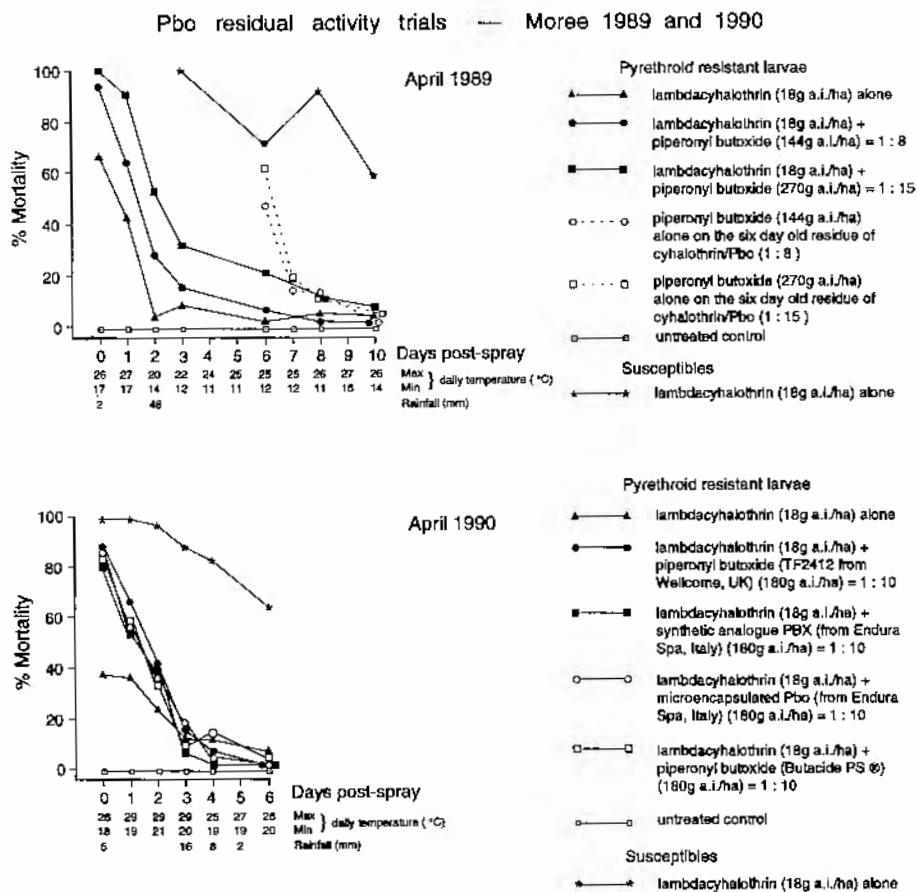 Pbo residual activity trials — Moree 1989 and 1990
April 1989
% Mortality
100
80
60
40
20
0
0 1 2 3 4 5 6 7 8 9 10 Days post-spray
26 27 20 22 24 25 25 25 26 27 26 Max
17 17 14 12 11 11 12 12 11 15 14 Min
} daily temperature (°C)
2 48 Rainfall (mm)
Pyrethroid resistant larvae
lambdacyhalothrin (18g a.i./ha) alone
lambdacyhalothrin (18g a.i./ha) +
piperonyl butoxide (144g a.i./ha) = 1 : 8
lambdacyhalothrin (18g a.i./ha) +
piperonyl butoxide (270g a.i./ha) = 1 : 15
piperonyl butoxide (144g a.i./ha)
alone on the six day old residue of
cyhalothrin/Pbo (1 : 8 )
piperonyl butoxide (270g a.i./ha)
alone on the six day old residue of
cyhalothrin/Pbo (1 : 15 )
untreated control
Susceptibles
lambdacyhalothrin (18g a.i./ha) alone
April 1990
% Mortality
100
80
60
40
20
0
0 1 2 3 4 5 6 Days post-spray
28 29 29 29 25 27 28 Max
18 19 21 20 19 19 20 Min
} daily temperature (°C)
5 16 8 2 Rainfall (mm)
Pyrethroid resistant larvae
lambdacyhalothrin (18g a.i./ha) alone
lambdacyhalothrin (18g a.i./ha) +
piperonyl butoxide (TF2412 from
Wellcome, UK) (180g a.i./ha) = 1 : 10
lambdacyhalothrin (18g a.i./ha) +
synthetic analogue PBX (from Endura
Spa, Italy) (180g a.i./ha) = 1 : 10
lambdacyhalothrin (18g a.i./ha) +
microencapsulated Pbo (from Endura
Spa, Italy) (180g a.i./ha) = 1 : 10
lambdacyhalothrin (18g a.i./ha) +
piperonyl butoxide (Butacide PS ®)
(180g a.i./ha) = 1 : 10
untreated control
Susceptibles
lambdacyhalothrin (18g a.i./ha) alone